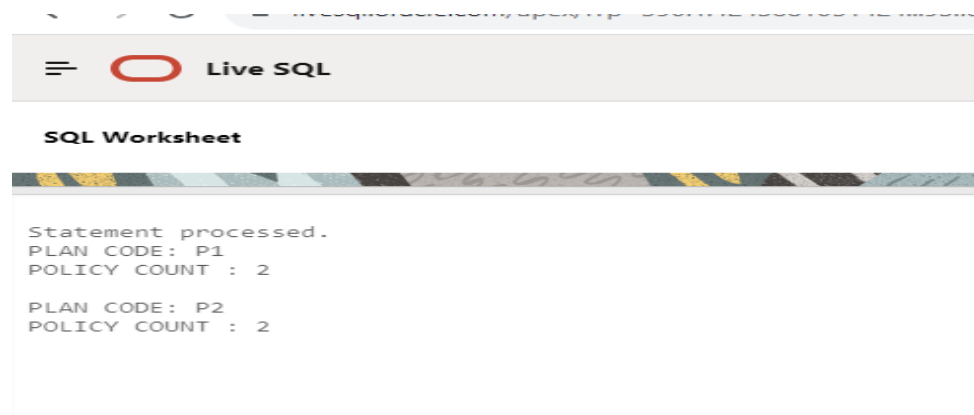 Live SQL
SQL Worksheet
Statement processed.
PLAN CODE: P1
POLICY COUNT : 2
PLAN CODE: P2
POLICY COUNT : 2